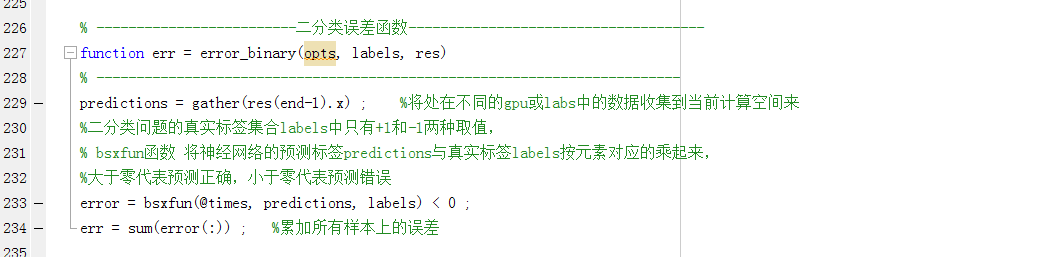 225
226 % -------------------------二分类误差函数-------------------------------------
227 function err = error_binary(opts, labels, res)
228 % -------------------------------------------------------------------------
229 — predictions = gather(res(end-1).x) ; %将处在不同的gpu或labs中的数据收集到当前计算空间来
230 %二分类问题的真实标签集合labels中只有+1和-1两种取值，
231 % bsxfun函数 将神经网络的预测标签predictions与真实标签labels按元素对应的乘起来，
232 %大于零代表预测正确，小于零代表预测错误
233 — error = bsxfun(@times, predictions, labels) < 0 ;
234 — err = sum(error(:)) ; %累加所有样本上的误差
235